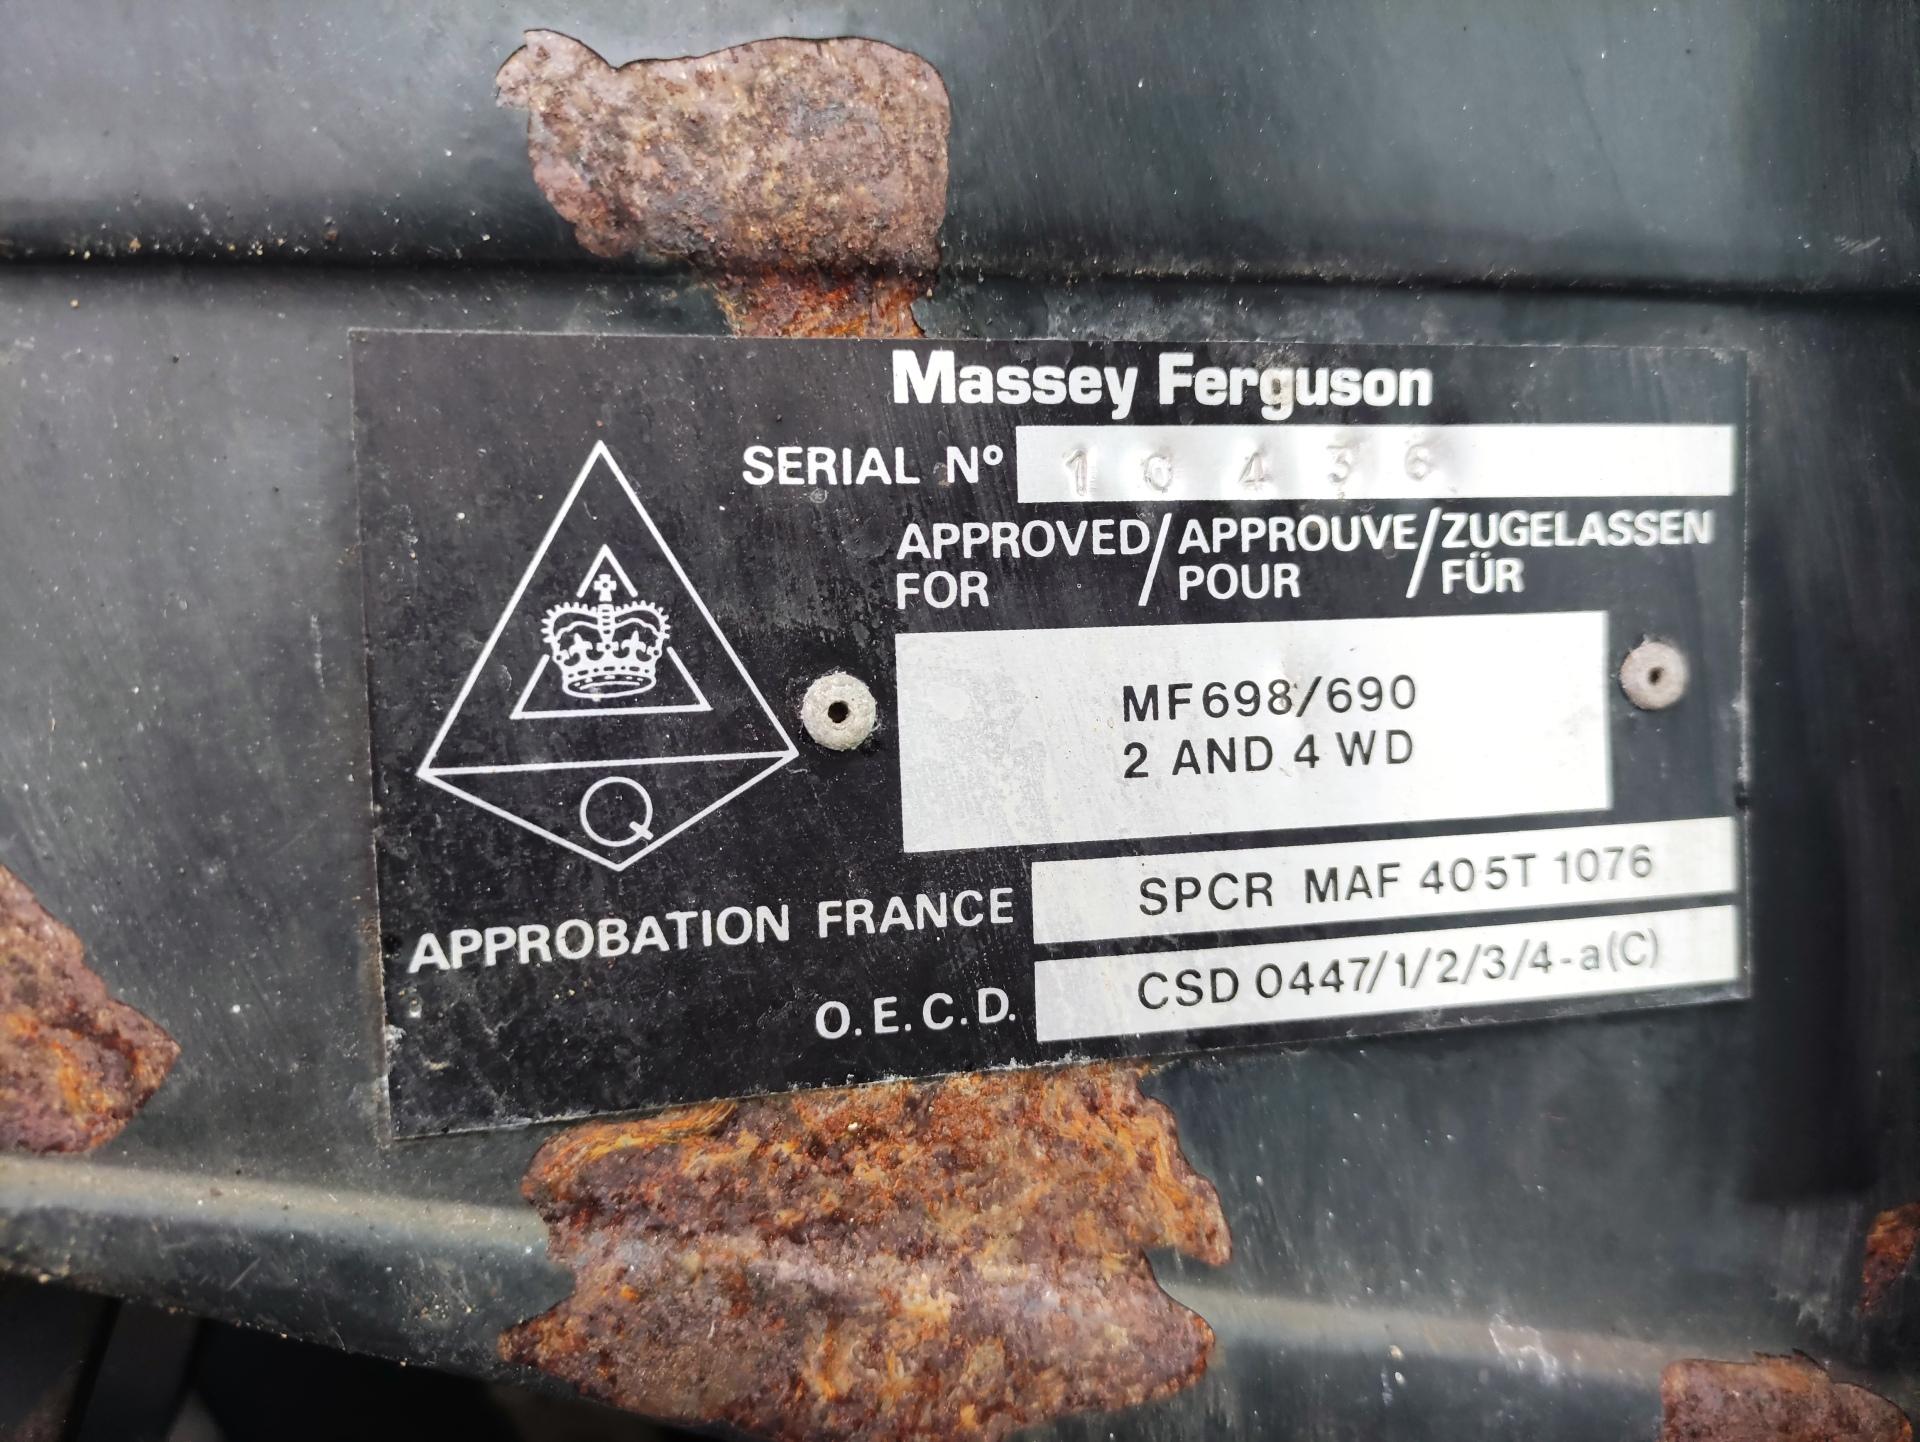 Massey Ferguson
SERIAL Nº 10436
APPROVED/APPROUVE/ZUGELASSEN
FOR POUR FÜR
MF698/690
2 AND 4 WD
Q
APPROBATION FRANCE SPCR MAF 405T 1076
O.E.C.D. CSD 0447/1/2/3/4-a(C)